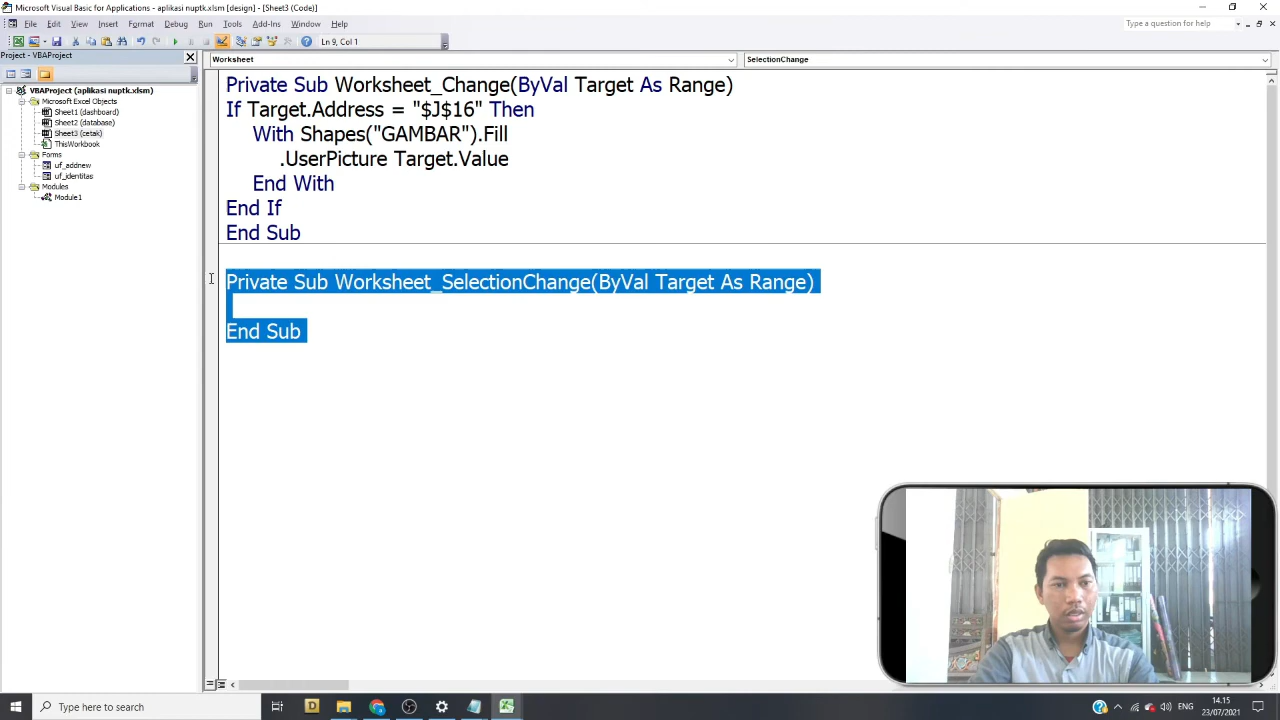 Microsoft Visual Basic for Applications - aplikasi nuptk.xlsm [design] - [Sheet3 (Code)]
File Edit View Insert Format Debug Run Tools Add-Ins Window Help
Type a question for help
Ln 9, Col 1
Project - VBAProject
VBAProject (aplikasi nuptk.xlsm)
Microsoft Excel Objects
Sheet1 (dashboard)
Sheet2 (database)
Sheet3 (cetak)
ThisWorkbook
Forms
uf_addnew
uf_identitas
Modules
Module1
Worksheet
SelectionChange
Private Sub Worksheet_Change(ByVal Target As Range)
If Target.Address = "$J$16" Then
With Shapes("GAMBAR").Fill
.UserPicture Target.Value
End With
End If
End Sub
Private Sub Worksheet_SelectionChange(ByVal Target As Range)
End Sub
Type here to search
14.15
23/07/2021